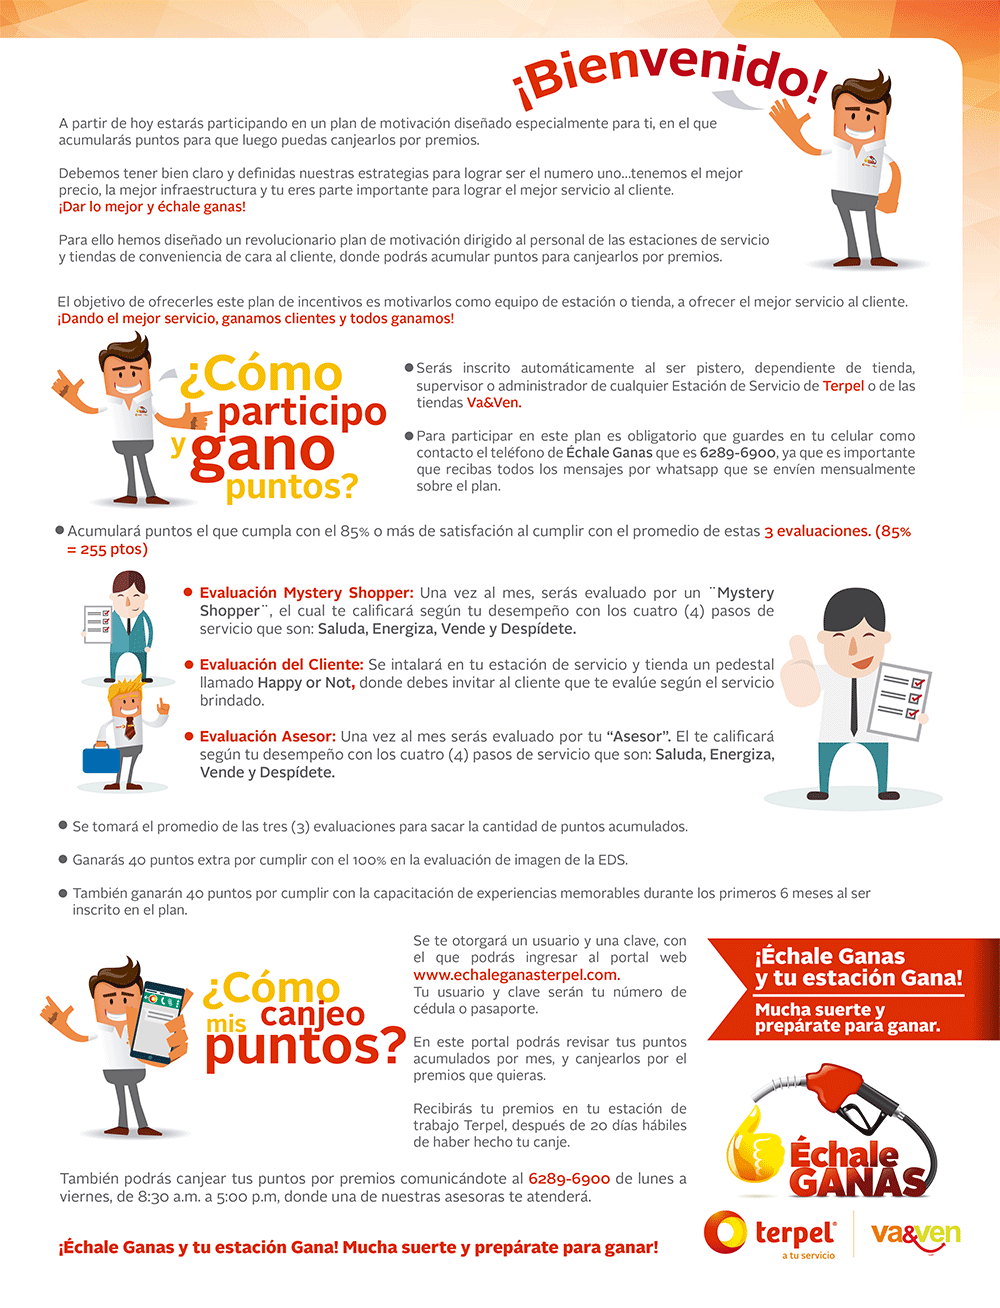 ¡Bienvenido!
A partir de hoy estarás participando en un plan de motivación diseñado especialmente para ti, en el que
acumularás puntos para que luego puedas canjearlos por premios.
Debemos tener bien claro y definidas nuestras estrategias para lograr ser el numero uno...tenemos el mejor
precio, la mejor infraestructura y tu eres parte importante para lograr el mejor servicio al cliente.
¡Dar lo mejor y échale ganas!
Para ello hemos diseñado un revolucionario plan de motivación dirigido al personal de las estaciones de servicio
y tiendas de conveniencia de cara al cliente, donde podrás acumular puntos para canjearlos por premios.
El objetivo de ofrecerles este plan de incentivos es motivarlos como equipo de estación o tienda, a ofrecer el mejor servicio al cliente.
¡Dando el mejor servicio, ganamos clientes y todos ganamos!
¿Cómo
participo
y gano
puntos?
● Serás inscrito automáticamente al ser pistero, dependiente de tienda,
supervisor o administrador de cualquier Estación de Servicio de Terpel o de las
tiendas Va&Ven.
● Para participar en este plan es obligatorio que guardes en tu celular como
contacto el teléfono de Échale Ganas que es 6289-6900, ya que es importante
que recibas todos los mensajes por whatsapp que se envíen mensualmente
sobre el plan.
● Acumulará puntos el que cumpla con el 85% o más de satisfacción al cumplir con el promedio de estas 3 evaluaciones. (85%
= 255 ptos)
● Evaluación Mystery Shopper: Una vez al mes, serás evaluado por un ¨Mystery
Shopper¨, el cual te calificará según tu desempeño con los cuatro (4) pasos de
servicio que son: Saluda, Energiza, Vende y Despídete.
● Evaluación del Cliente: Se intalará en tu estación de servicio y tienda un pedestal
llamado Happy or Not, donde debes invitar al cliente que te evalúe según el servicio
brindado.
● Evaluación Asesor: Una vez al mes serás evaluado por tu “Asesor”. El te calificará
según tu desempeño con los cuatro (4) pasos de servicio que son: Saluda, Energiza,
Vende y Despídete.
● Se tomará el promedio de las tres (3) evaluaciones para sacar la cantidad de puntos acumulados.
● Ganarás 40 puntos extra por cumplir con el 100% en la evaluación de imagen de la EDS.
● También ganarán 40 puntos por cumplir con la capacitación de experiencias memorables durante los primeros 6 meses al ser
inscrito en el plan.
¿Cómo
mis canjeo
puntos?
Se te otorgará un usuario y una clave, con
el que podrás ingresar al portal web
www.echaleganasterpel.com.
Tu usuario y clave serán tu número de
cédula o pasaporte.
En este portal podrás revisar tus puntos
acumulados por mes, y canjearlos por el
premios que quieras.
Recibirás tu premios en tu estación de
trabajo Terpel, después de 20 días hábiles
de haber hecho tu canje.
¡Échale Ganas
y tu estación Gana!
Mucha suerte y
prepárate para ganar.
Échale
GANAS
También podrás canjear tus puntos por premios comunicándote al 6289-6900 de lunes a
viernes, de 8:30 a.m. a 5:00 p.m, donde una de nuestras asesoras te atenderá.
¡Échale Ganas y tu estación Gana! Mucha suerte y prepárate para ganar!
terpel®
a tu servicio
va&ven